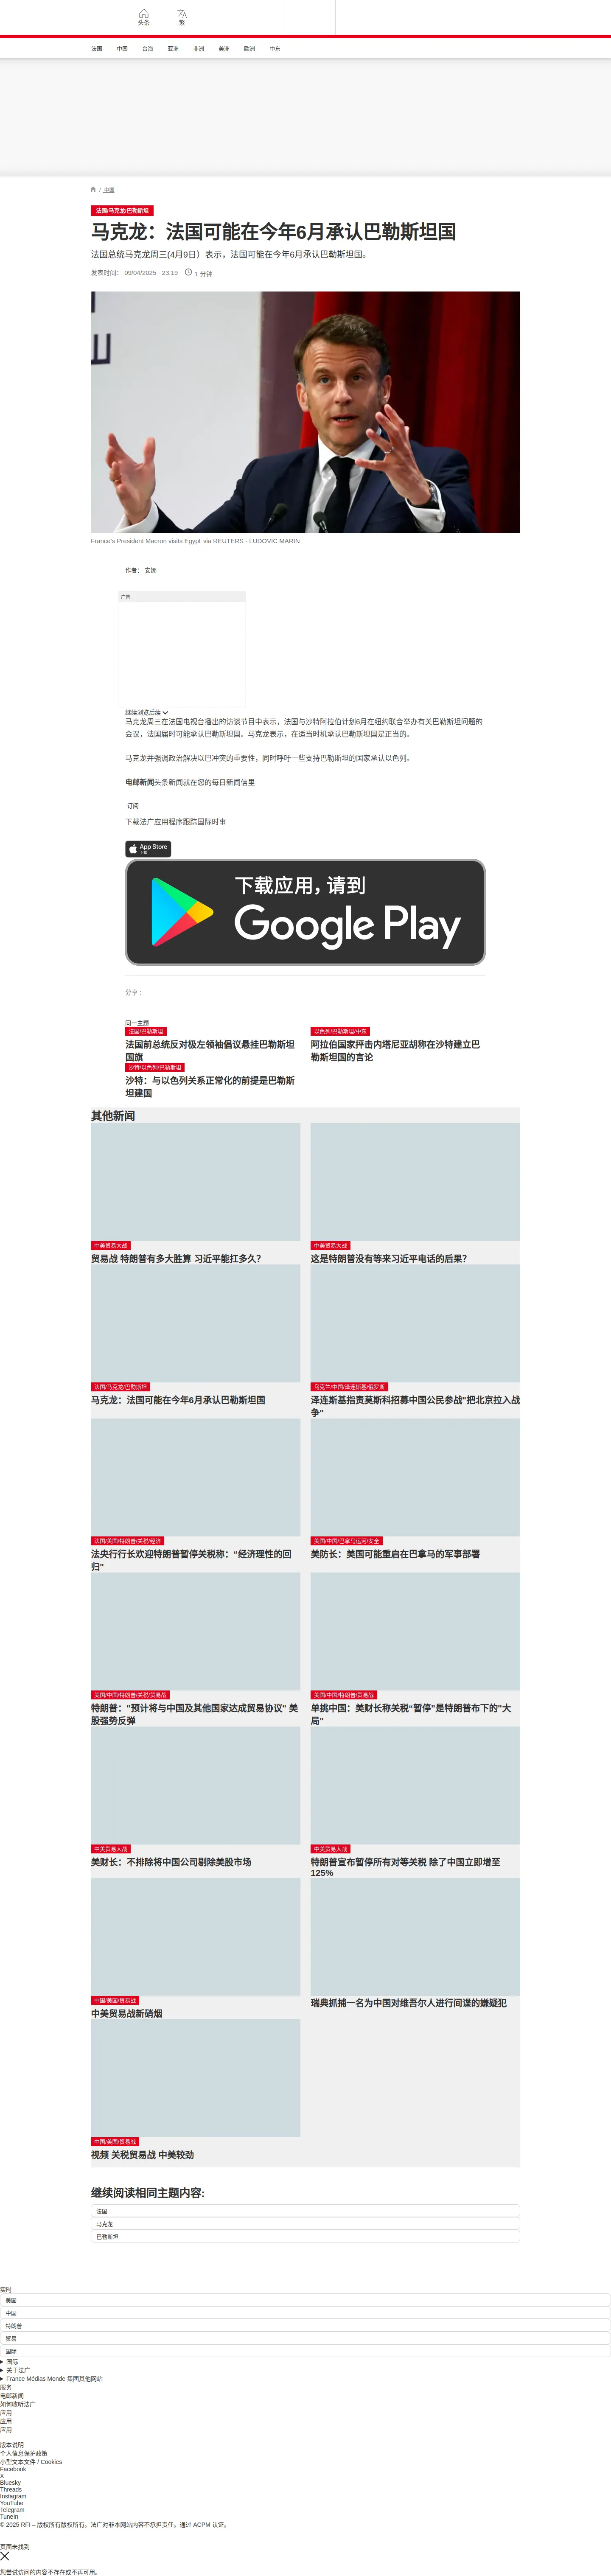 头条
繁
法国 中国 台海 亚洲 非洲 美洲 欧洲 中东
/ 中国
法国/马克龙/巴勒斯坦
马克龙：法国可能在今年6月承认巴勒斯坦国
法国总统马克龙周三(4月9日）表示，法国可能在今年6月承认巴勒斯坦国。
发表时间： 09/04/2025 - 23:19 1 分钟
France's President Macron visits Egypt via REUTERS - LUDOVIC MARIN
作者： 安娜
广告
继续浏览后续
马克龙周三在法国电视台播出的访谈节目中表示，法国与沙特阿拉伯计划6月在纽约联合举办有关巴勒斯坦问题的
会议，法国届时可能承认巴勒斯坦国。马克龙表示，在适当时机承认巴勒斯坦国是正当的。
马克龙并强调政治解决以巴冲突的重要性，同时呼吁一些支持巴勒斯坦的国家承认以色列。
电邮新闻头条新闻就在您的每日新闻信里
订阅
下载法广应用程序跟踪国际时事
App Store
下载
下载应用，请到
Google Play
分享 :
同一主题
法国/巴勒斯坦
法国前总统反对极左领袖倡议悬挂巴勒斯坦
国旗
以色列/巴勒斯坦/中东
阿拉伯国家抨击内塔尼亚胡称在沙特建立巴
勒斯坦国的言论
沙特/以色列/巴勒斯坦
沙特：与以色列关系正常化的前提是巴勒斯
坦建国
其他新闻
中美贸易大战
贸易战 特朗普有多大胜算 习近平能扛多久？
中美贸易大战
这是特朗普没有等来习近平电话的后果？
法国/马克龙/巴勒斯坦
马克龙：法国可能在今年6月承认巴勒斯坦国
乌克兰/中国/泽连斯基/俄罗斯
泽连斯基指责莫斯科招募中国公民参战"把北京拉入战
争"
法国/美国/特朗普/关税/经济
法央行行长欢迎特朗普暂停关税称："经济理性的回
归"
美国/中国/巴拿马运河/安全
美防长：美国可能重启在巴拿马的军事部署
美国/中国/特朗普/关税/贸易战
特朗普："预计将与中国及其他国家达成贸易协议" 美
股强势反弹
美国/中国/特朗普/贸易战
单挑中国：美财长称关税"暂停"是特朗普布下的"大
局"
中美贸易大战
美财长：不排除将中国公司剔除美股市场
中美贸易大战
特朗普宣布暂停所有对等关税 除了中国立即增至
125%
中国/美国/贸易战
中美贸易战新硝烟
瑞典抓捕一名为中国对维吾尔人进行间谍的嫌疑犯
中国/美国/贸易战
视频 关税贸易战 中美较劲
继续阅读相同主题内容:
法国
马克龙
巴勒斯坦
实时
美国
中国
特朗普
贸易
国际
国际
关于法广
France Médias Monde 集团其他网站
服务
电邮新闻
如何收听法广
应用
应用
应用
版本说明
个人信息保护政策
小型文本文件 / Cookies
Facebook
X
Bluesky
Threads
Instagram
YouTube
Telegram
TuneIn
© 2025 RFI – 版权所有版权所有。法广对非本网站内容不承担责任。通过 ACPM 认证。
页面未找到
您尝试访问的内容不存在或不再可用。